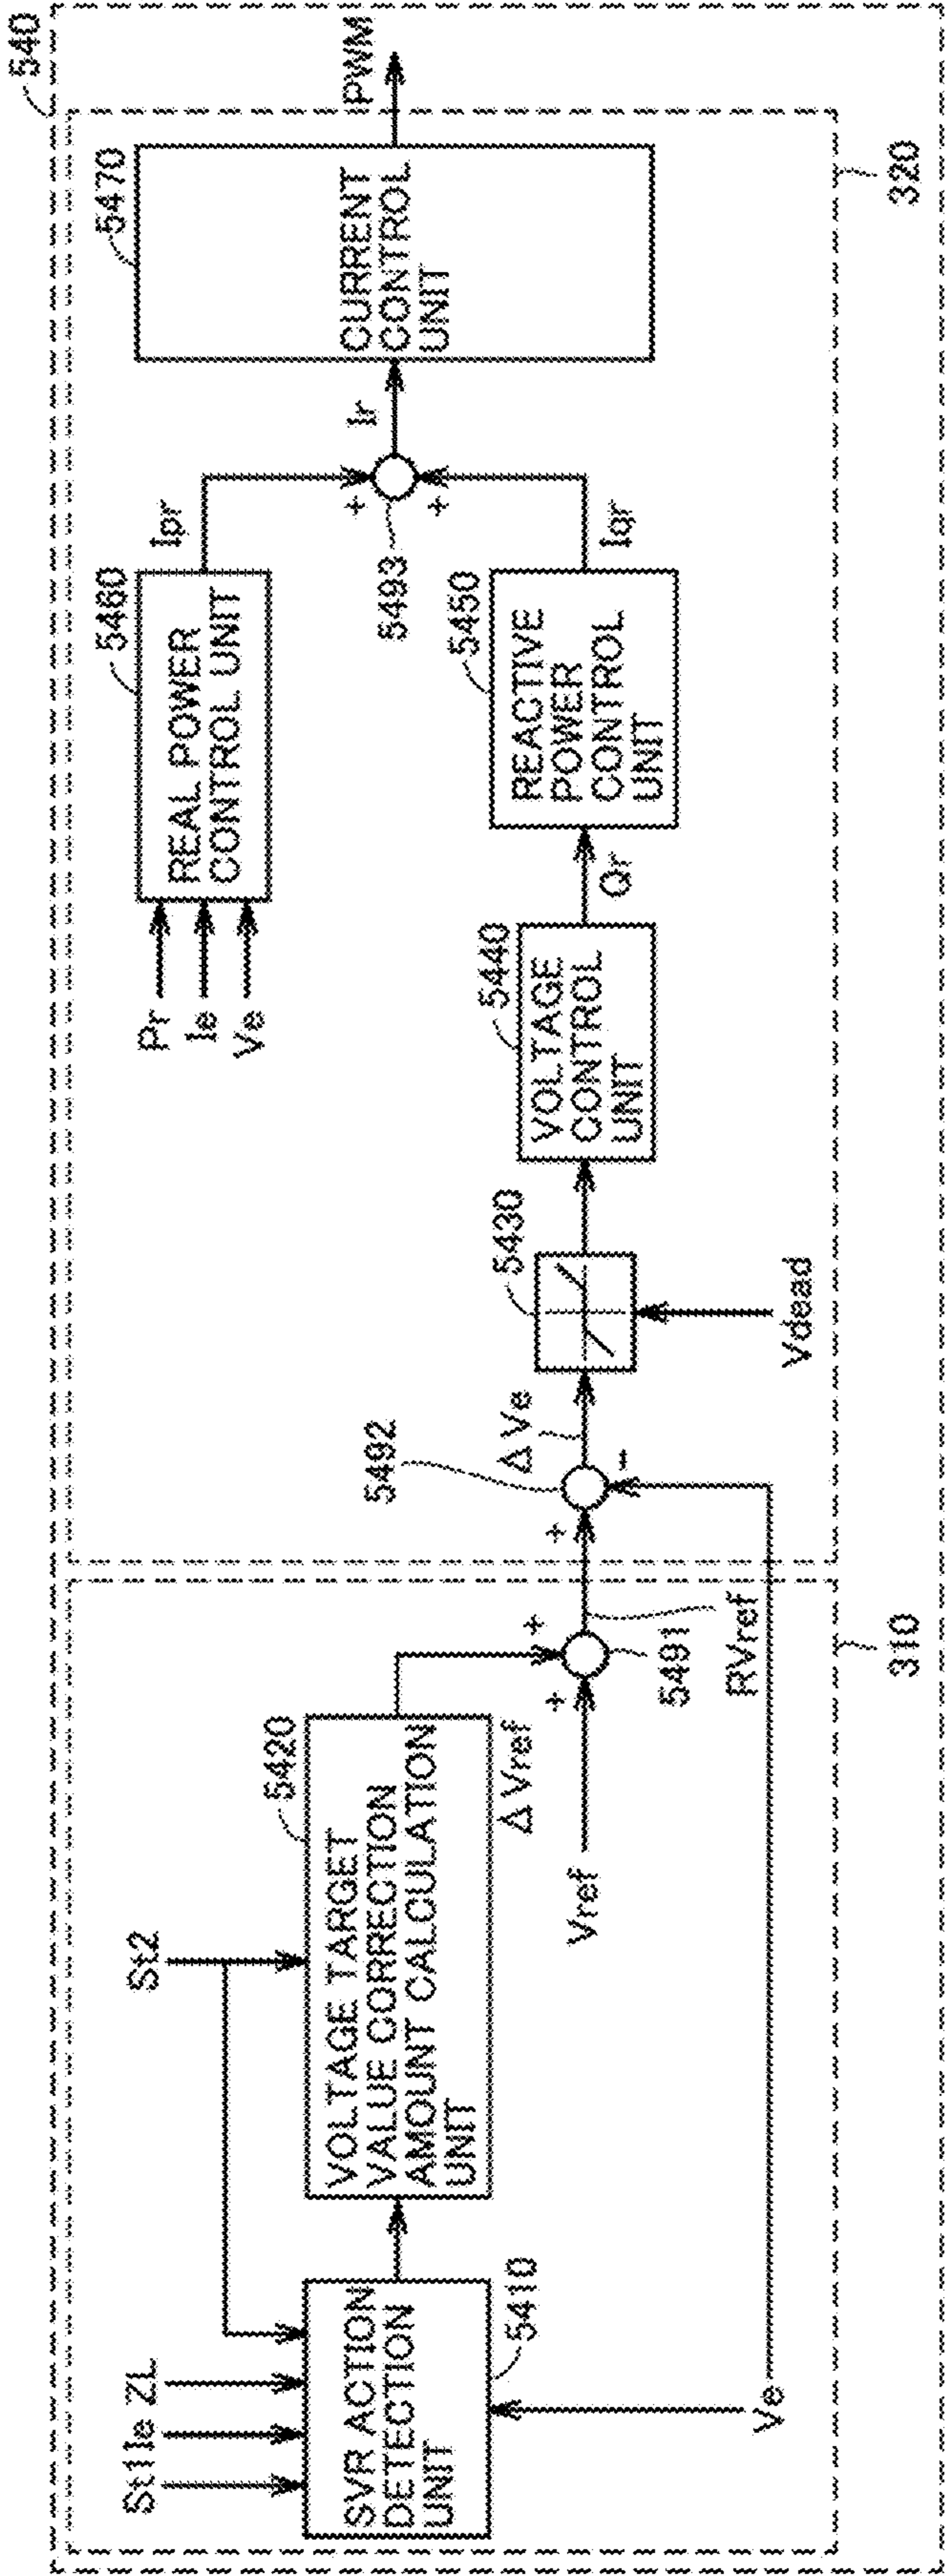 540
St1 Ie ZL
St2
5410
SVR ACTION
DETECTION
UNIT
5420
VOLTAGE TARGET
VALUE CORRECTION
AMOUNT CALCULATION
UNIT
ΔVref
Vref
+
+
5491
RVref
Ve
310
5492
+
-
ΔVe
5430
Vdead
5440
VOLTAGE
CONTROL
UNIT
Qr
5450
REACTIVE
POWER
CONTROL
UNIT
Iqr
Pr
Ie
Ve
5460
REAL POWER
CONTROL UNIT
Ipr
+
+
5493
Ir
5470
CURRENT
CONTROL
UNIT
PWM
320